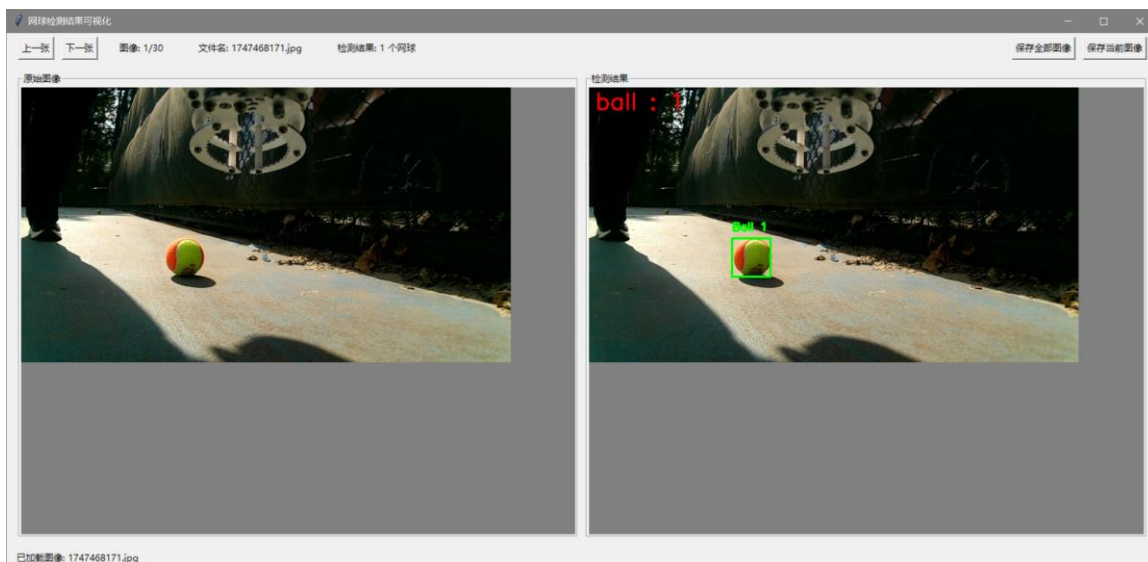 网球检测结果可视化
上一张 下一张 图像: 1/30 文件名: 1747468171.jpg 检测结果: 1 个网球 保存全部图像 保存当前图像
原始图像
检测结果
ball : 1
Ball 1
已加载图像: 1747468171.jpg